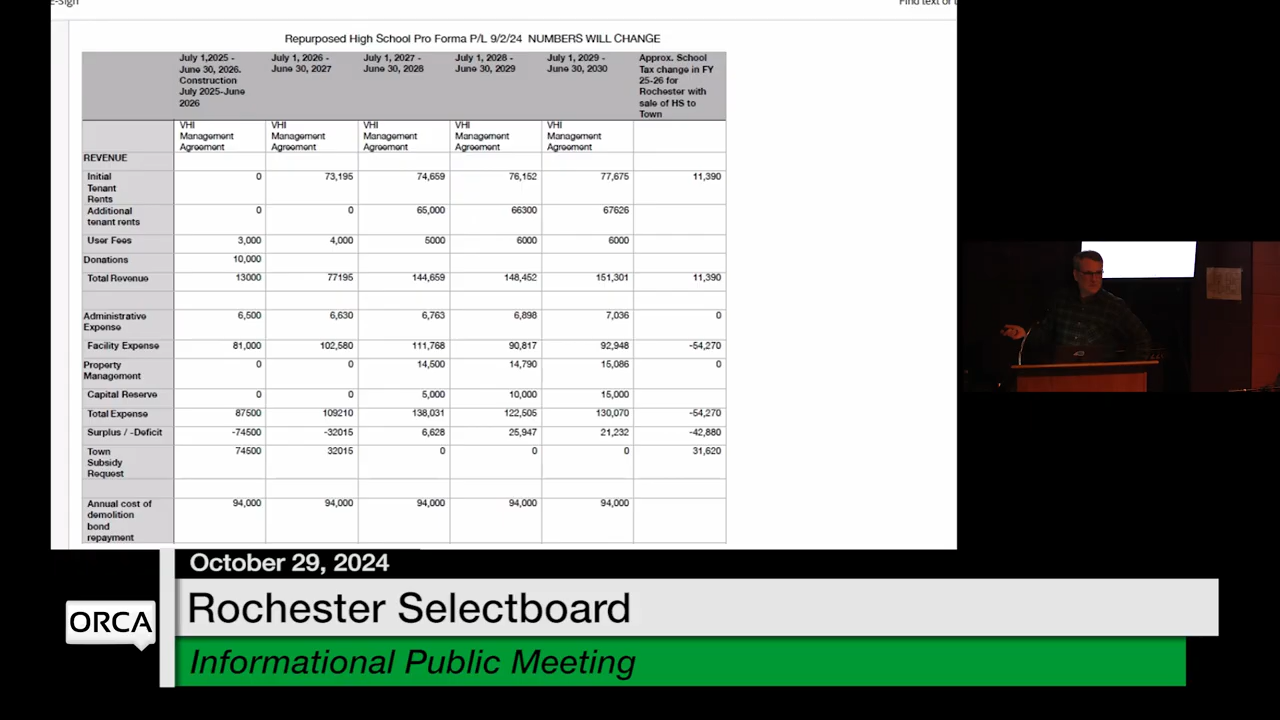 E-Sign
Find text or
Repurposed High School Pro Forma P/L 9/2/24 NUMBERS WILL CHANGE
July 1,2025 - June 30, 2026. Construction July 2025-June 2026
July 1, 2026 - June 30, 2027
July 1, 2027 - June 30, 2028
July 1, 2028 - June 30, 2029
July 1, 2029 - June 30, 2030
Approx. School Tax change in FY 25-26 for Rochester with sale of HS to Town
VHI Management Agreement
VHI Management Agreement
VHI Management Agreement
VHI Management Agreement
VHI Management Agreement
REVENUE
Initial Tenant Rents 0 73,195 74,659 76,152 77,675 11,390
Additional tenant rents 0 0 65,000 66300 67626
User Fees 3,000 4,000 5000 6000 6000
Donations 10,000
Total Revenue 13000 77195 144,659 148,452 151,301 11,390
Administrative Expense 6,500 6,630 6,763 6,898 7,036 0
Facility Expense 81,000 102,580 111,768 90,817 92,948 -54,270
Property Management 0 0 14,500 14,790 15,086 0
Capital Reserve 0 0 5,000 10,000 15,000
Total Expense 87500 109210 138,031 122,505 130,070 -54,270
Surplus / -Deficit -74500 -32015 6,628 25,947 21,232 -42,880
Town Subsidy Request 74500 32015 0 0 0 31,620
Annual cost of demolition bond repayment 94,000 94,000 94,000 94,000 94,000
October 29, 2024
ORCA
Rochester Selectboard
Informational Public Meeting